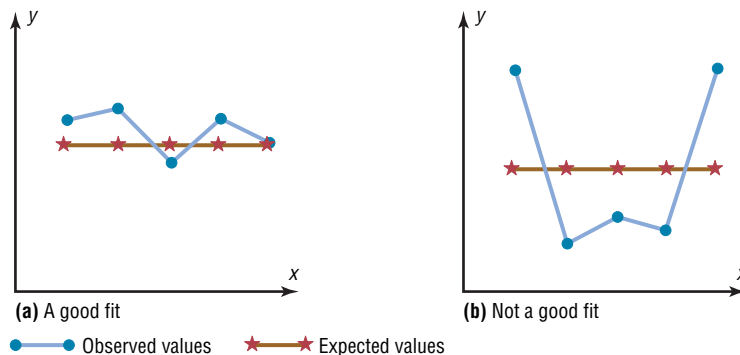 y
x
(a) A good fit
y
x
(b) Not a good fit
Observed values
Expected values